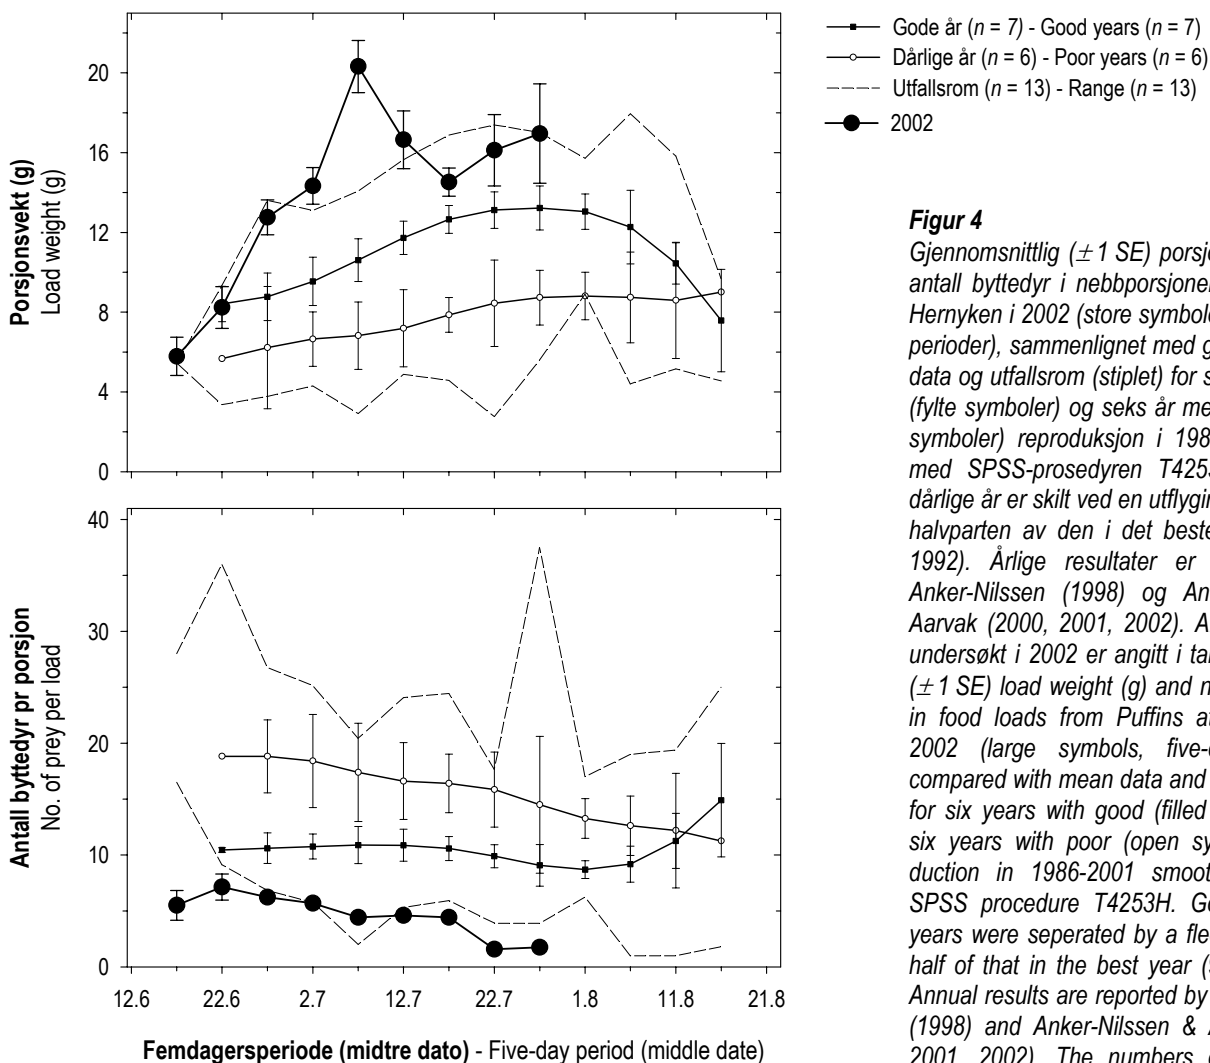 20
16
12
8
4
0
Porsjonsvekt (g)
Load weight (g)
40
30
20
10
0
Antall byttedyr pr porsjon
No. of prey per load
12.6 22.6 2.7 12.7 22.7 1.8 11.8 21.8
Femdagersperiode (midtre dato) - Five-day period (middle date)
Gode år (n = 7) - Good years (n = 7)
Dårlige år (n = 6) - Poor years (n = 6)
Utfallsrom (n = 13) - Range (n = 13)
2002
Figur 4
Gjennomsnittlig (± 1 SE) porsjo
antall byttedyr i nebbporsjonel
Hernyken i 2002 (store symbole
perioder), sammenlignet med g
data og utfallsrom (stiplet) for s
(fylte symboler) og seks år me
symboler) reproduksjon i 198
med SPSS-prosedyren T425
dårlige år er skilt ved en utflygin
halvparten av den i det beste
1992). Årlige resultater er
Anker-Nilssen (1998) og An
Aarvak (2000, 2001, 2002). A
undersøkt i 2002 er angitt i tal
(± 1 SE) load weight (g) and n
in food loads from Puffins at
2002 (large symbols, five-
compared with mean data and
for six years with good (filled
six years with poor (open sy
duction in 1986-2001 smoot
SPSS procedure T4253H. Go
years were seperated by a fle
half of that in the best year (
Annual results are reported by
(1998) and Anker-Nilssen &
2001, 2002). The numbers